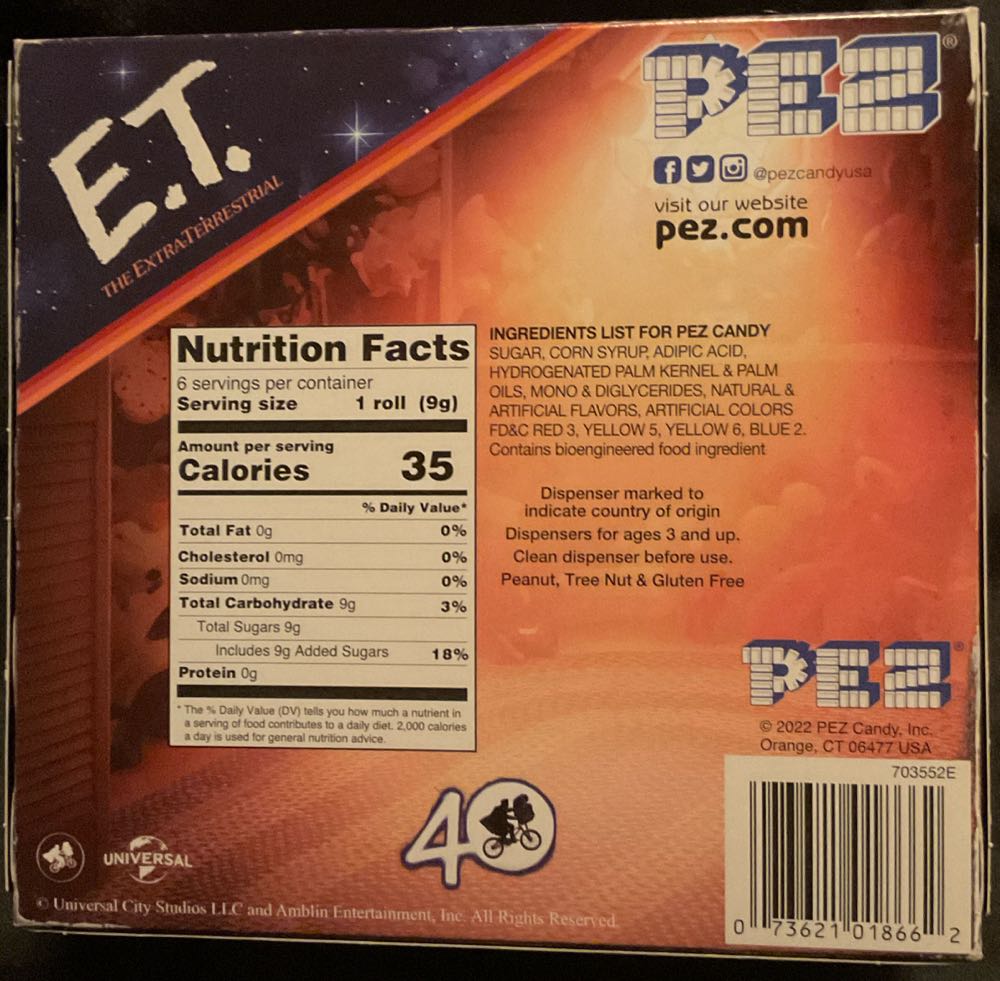 E.T.
THE EXTRA-TERRESTRIAL
PEZ®
@pezcandyusa
visit our website
pez.com
Nutrition Facts
6 servings per container
Serving size 1 roll (9g)
Amount per serving
Calories 35
% Daily Value*
Total Fat 0g 0%
Cholesterol 0mg 0%
Sodium 0mg 0%
Total Carbohydrate 9g 3%
Total Sugars 9g
Includes 9g Added Sugars 18%
Protein 0g
* The % Daily Value (DV) tells you how much a nutrient in
a serving of food contributes to a daily diet. 2,000 calories
a day is used for general nutrition advice.
INGREDIENTS LIST FOR PEZ CANDY
SUGAR, CORN SYRUP, ADIPIC ACID,
HYDROGENATED PALM KERNEL & PALM
OILS, MONO & DIGLYCERIDES, NATURAL &
ARTIFICIAL FLAVORS, ARTIFICIAL COLORS
FD&C RED 3, YELLOW 5, YELLOW 6, BLUE 2.
Contains bioengineered food ingredient
Dispenser marked to
indicate country of origin
Dispensers for ages 3 and up.
Clean dispenser before use.
Peanut, Tree Nut & Gluten Free
PEZ®
© 2022 PEZ Candy, Inc.
Orange, CT 06477 USA
703552E
0 73621 01866 2
40
UNIVERSAL
© Universal City Studios LLC and Amblin Entertainment, Inc. All Rights Reserved.